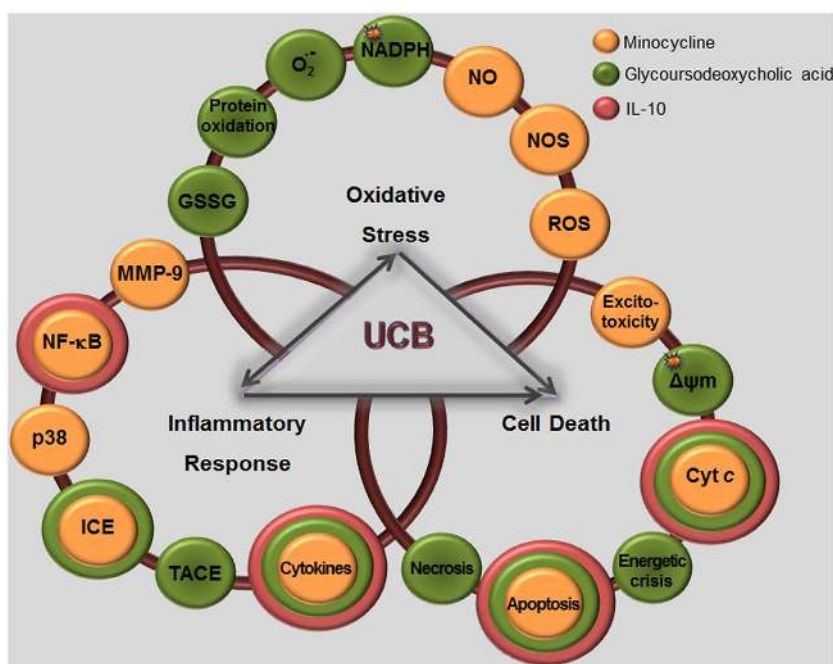 Minocycline
Glycoursodeoxycholic acid
IL-10
O₂·⁻
NADPH
NO
NOS
ROS
Protein
oxidation
GSSG
Oxidative
Stress
MMP-9
NF-κB
p38
ICE
TACE
Cytokines
UCB
Inflammatory
Response
Cell Death
Excito-
toxicity
Δψm
Cyt c
Energetic
crisis
Apoptosis
Necrosis